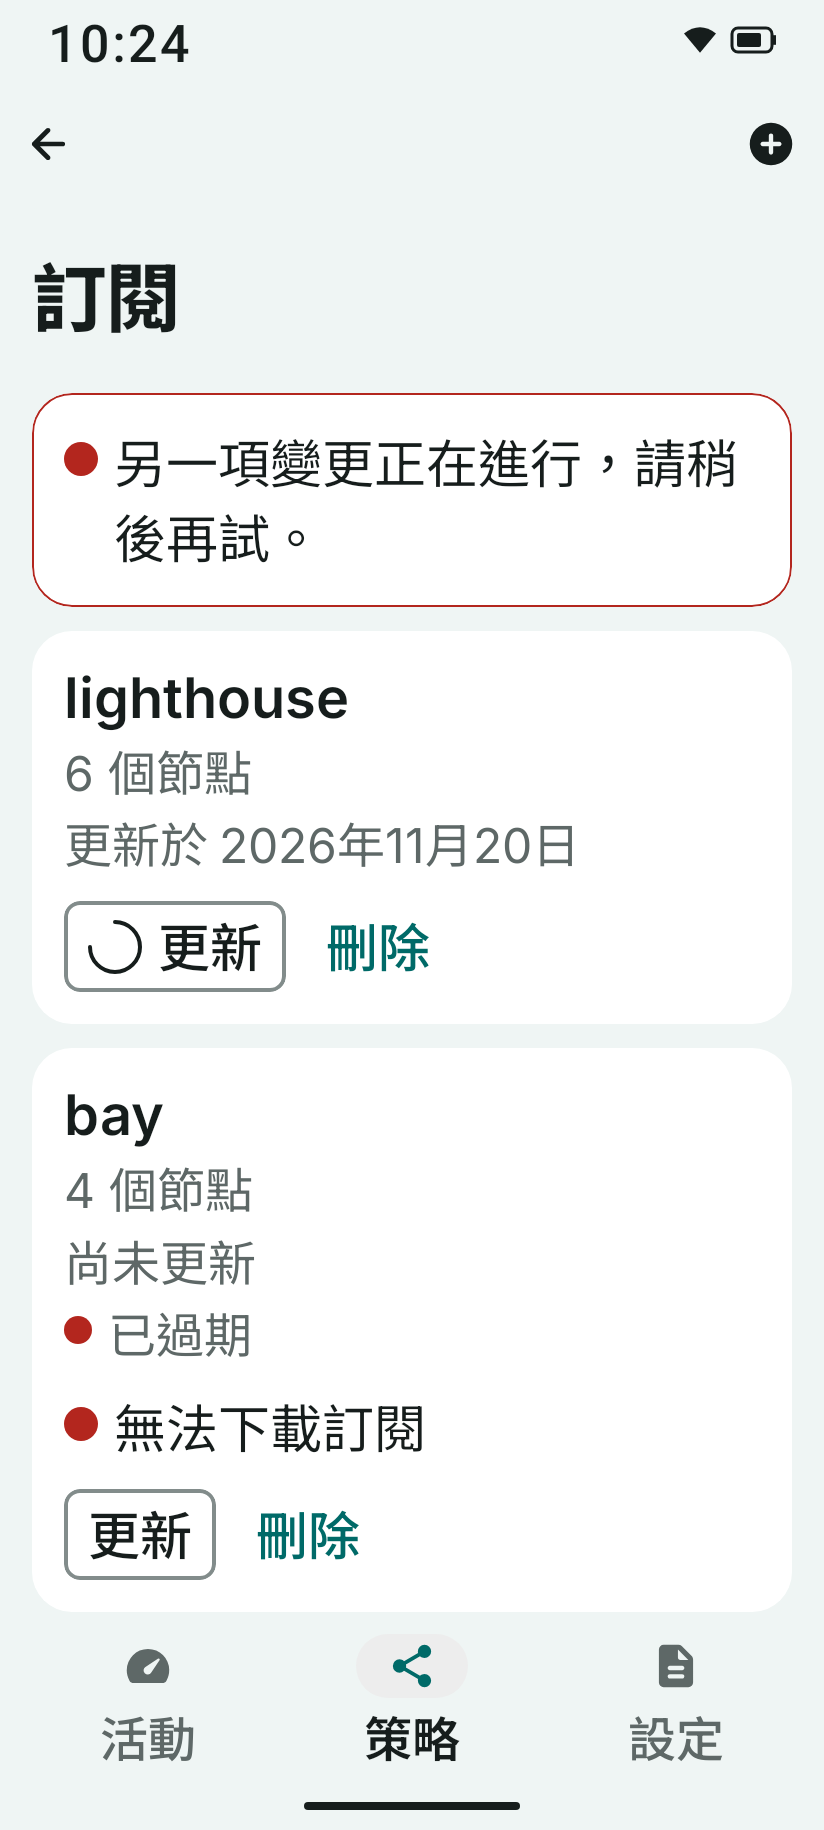 10:24
訂閱
另一項變更正在進行，請稍
後再試。
lighthouse
6 個節點
更新於 2026年11月20日
更新
刪除
bay
4 個節點
尚未更新
已過期
無法下載訂閱
更新
刪除
活動
策略
設定